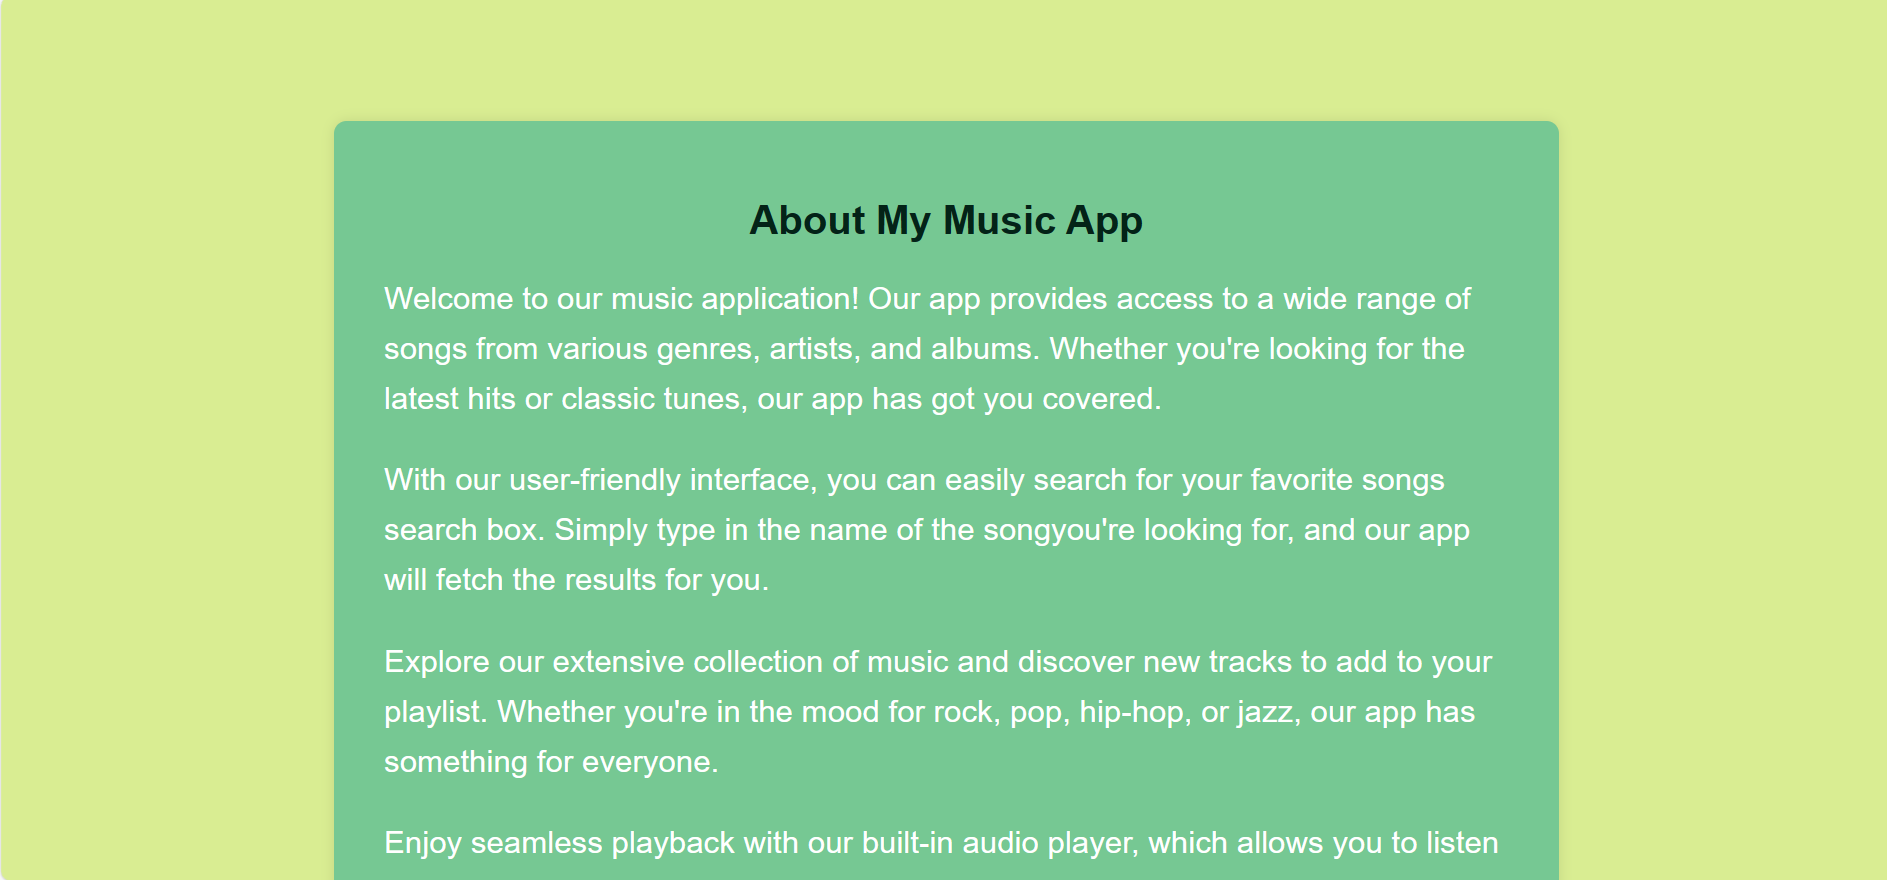 About My Music App
Welcome to our music application! Our app provides access to a wide range of
songs from various genres, artists, and albums. Whether you're looking for the
latest hits or classic tunes, our app has got you covered.
With our user-friendly interface, you can easily search for your favorite songs
search box. Simply type in the name of the songyou're looking for, and our app
will fetch the results for you.
Explore our extensive collection of music and discover new tracks to add to your
playlist. Whether you're in the mood for rock, pop, hip-hop, or jazz, our app has
something for everyone.
Enjoy seamless playback with our built-in audio player, which allows you to listen